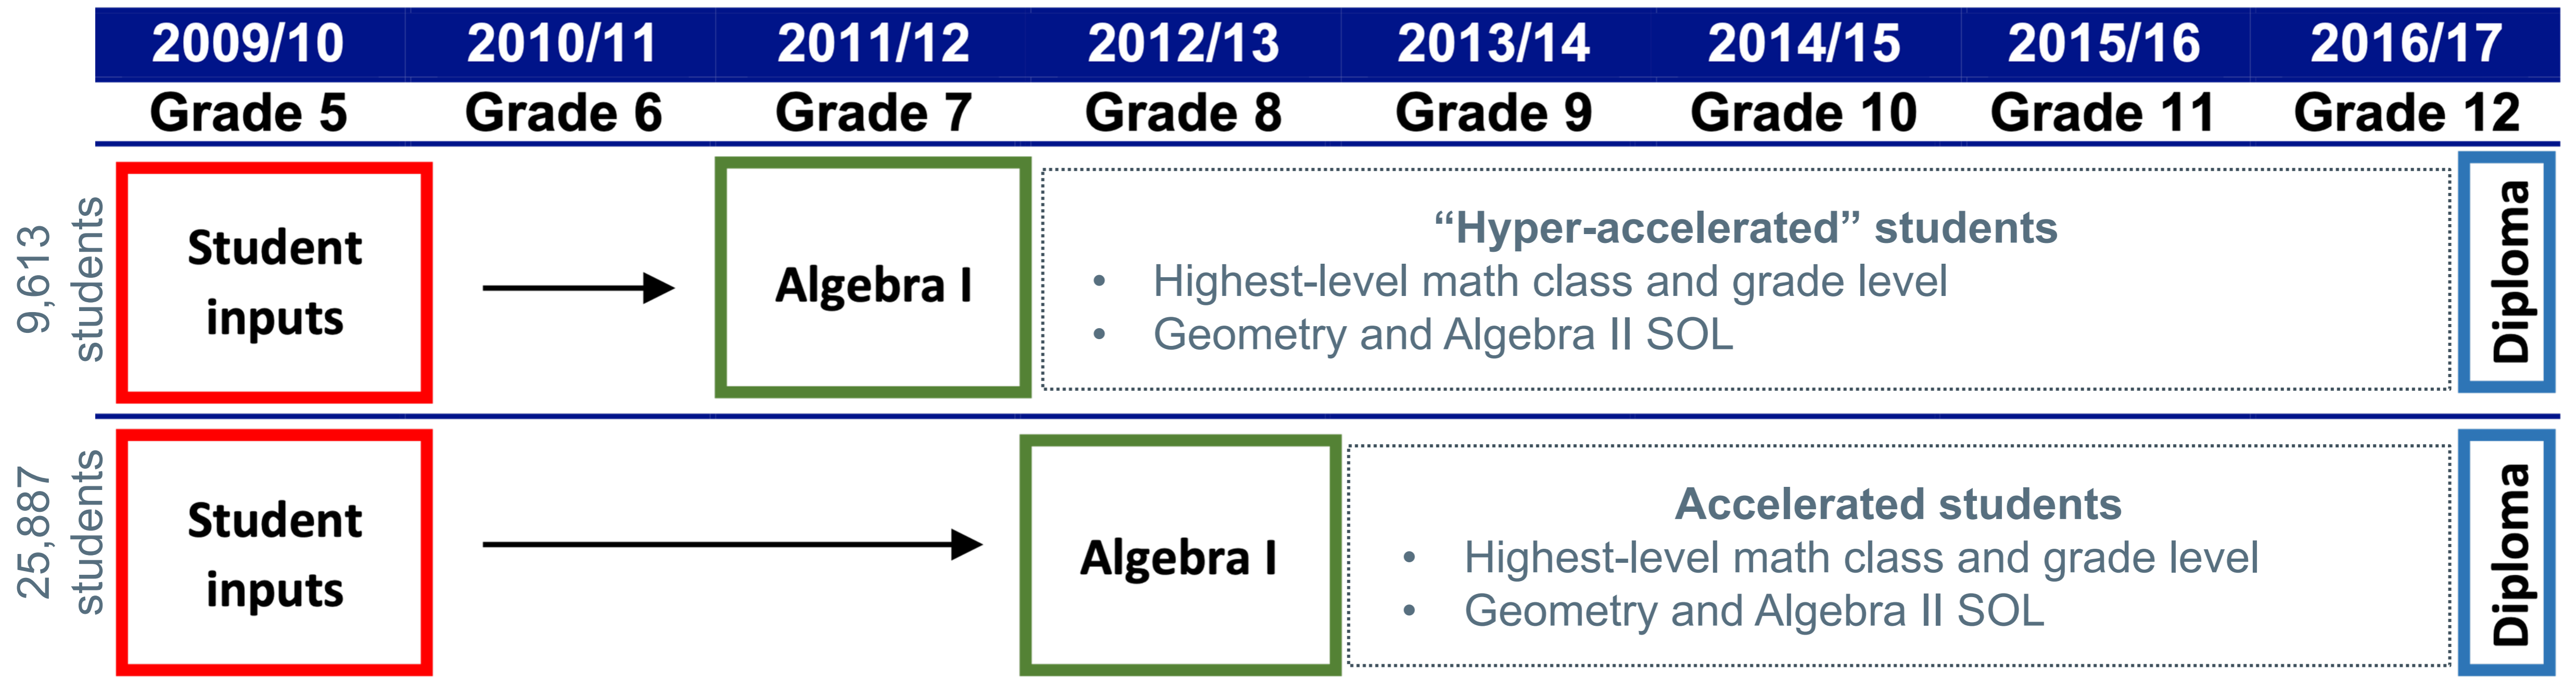 2009/10 2010/11 2011/12 2012/13 2013/14 2014/15 2015/16 2016/17
Grade 5 Grade 6 Grade 7 Grade 8 Grade 9 Grade 10 Grade 11 Grade 12
9,613
students
Student
inputs
Algebra I
“Hyper-accelerated” students
• Highest-level math class and grade level
• Geometry and Algebra II SOL
Diploma
25,887
students
Student
inputs
Algebra I
Accelerated students
• Highest-level math class and grade level
• Geometry and Algebra II SOL
Diploma